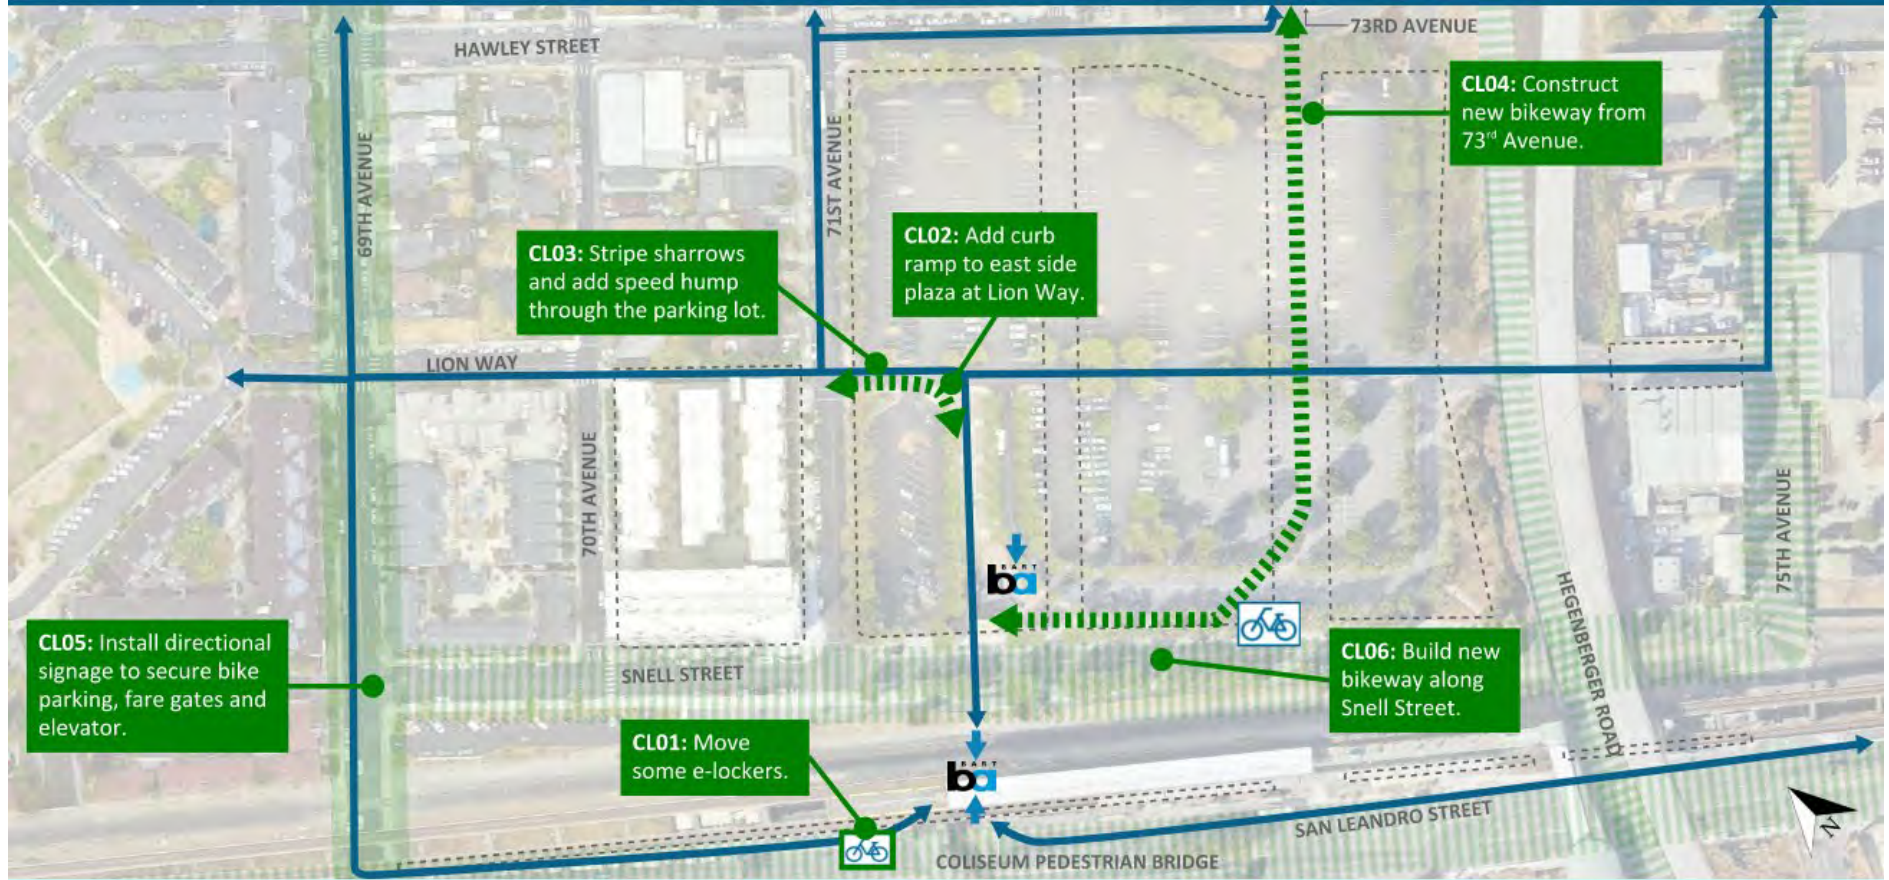 HAWLEY STREET
73RD AVENUE
CL04: Construct
new bikeway from
73rd Avenue.
69TH AVENUE
71ST AVENUE
CL03: Stripe sharrows
and add speed hump
through the parking lot.
CL02: Add curb
ramp to east side
plaza at Lion Way.
LION WAY
70TH AVENUE
75TH AVENUE
HEGENBERGER ROAD
BART
ba
CL05: Install directional
signage to secure bike
parking, fare gates and
elevator.
SNELL STREET
CL06: Build new
bikeway along
Snell Street.
CL01: Move
some e-lockers.
BART
ba
SAN LEANDRO STREET
COLISEUM PEDESTRIAN BRIDGE
N